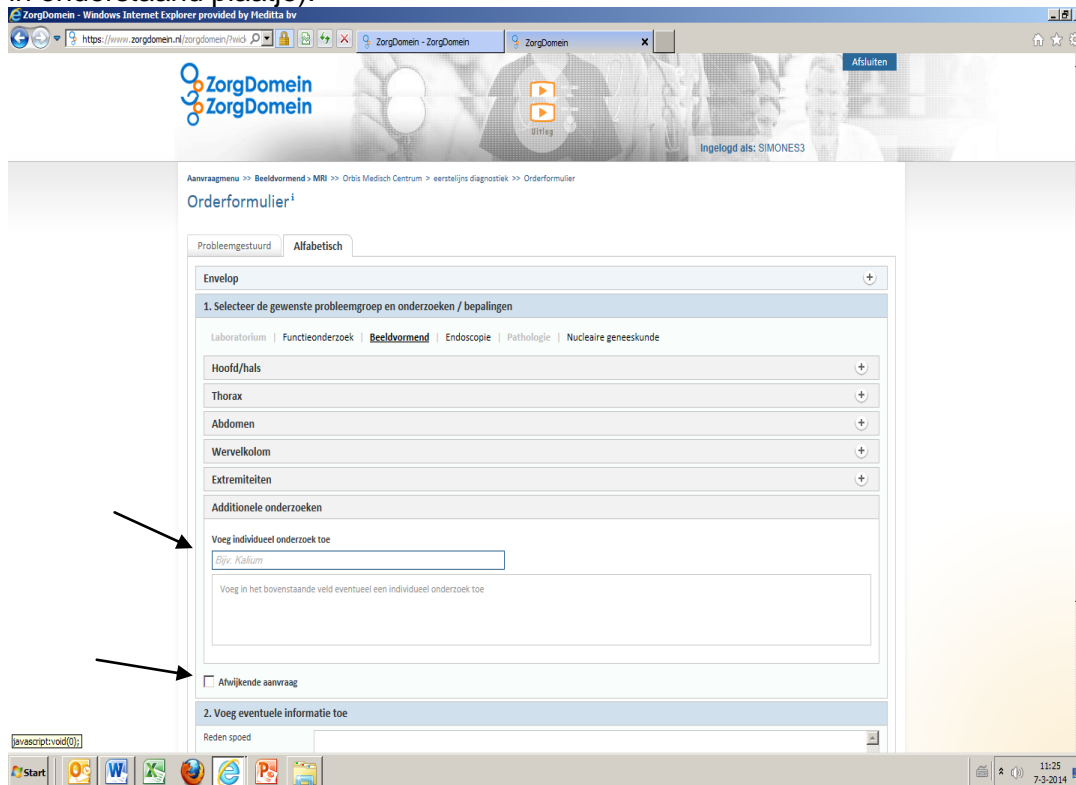 in onderstaand plaatje).
ZorgDomein - Windows Internet Explorer provided by Meditta bv
https://www.zorgdomein.nl/zorgdomein/?wid
ZorgDomein - ZorgDomein
ZorgDomein
Afsluiten
ZorgDomein
ZorgDomein
Uitleg
Ingelogd als: SIMONES3
Aanvraagmenu >> Beeldvormend > MRI >> Orbis Medisch Centrum > eerstelijns diagnostiek >> Orderformulier
Orderformulier i
Probleemgestuurd
Alfabetisch
Envelop
1. Selecteer de gewenste probleemgroep en onderzoeken / bepalingen
Laboratorium | Functieonderzoek | Beeldvormend | Endoscopie | Pathologie | Nucleaire geneeskunde
Hoofd/hals
Thorax
Abdomen
Wervelkolom
Extremiteiten
Additionele onderzoeken
Voeg individueel onderzoek toe
Bijv. Kalium
Voeg in het bovenstaande veld eventueel een individueel onderzoek toe
Afwijkende aanvraag
2. Voeg eventuele informatie toe
Reden spoed
javascript:void(0);
Start
11:25
7-3-2014